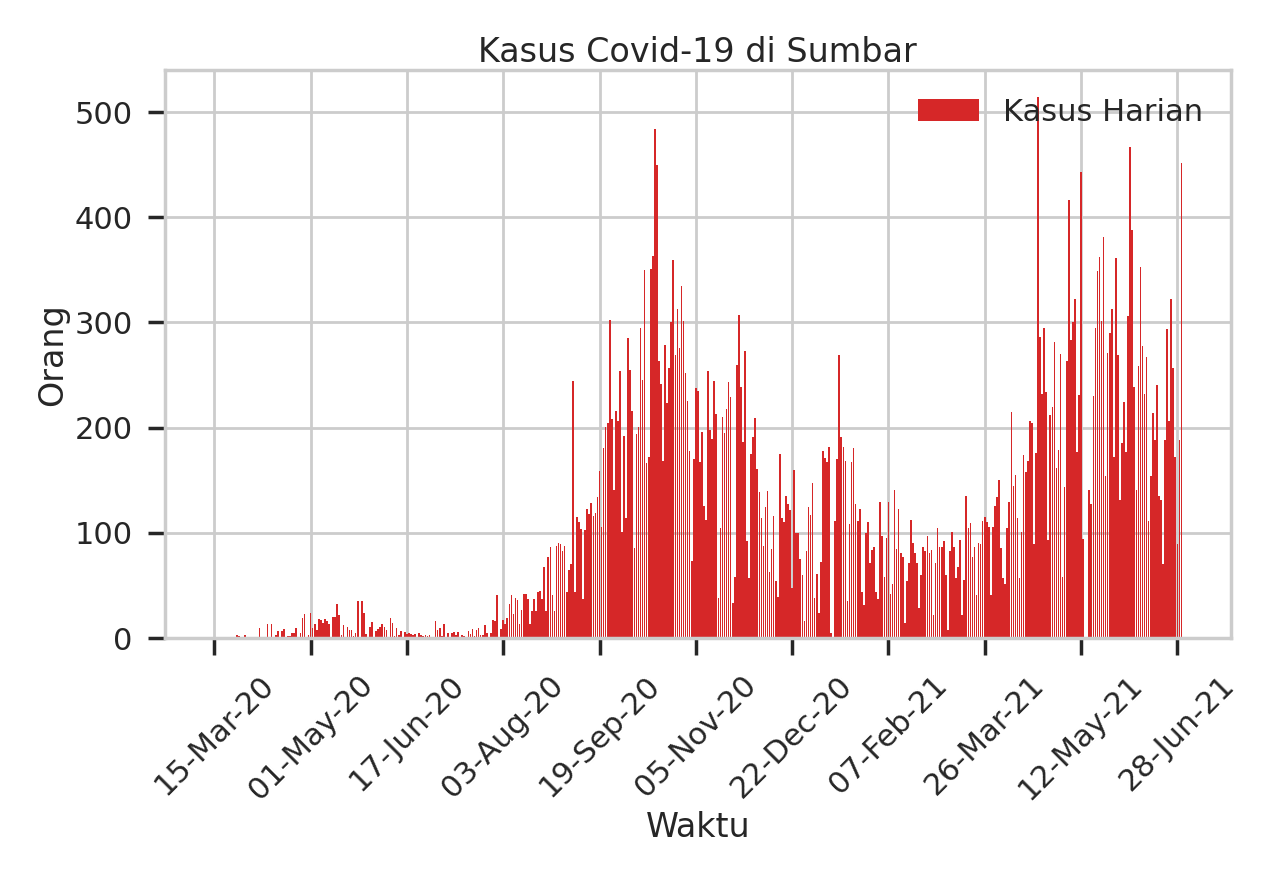 Kasus Covid-19 di Sumbar
Kasus Harian
500
400
300
200
100
0
Orang
15-Mar-20
01-May-20
17-Jun-20
03-Aug-20
19-Sep-20
05-Nov-20
22-Dec-20
07-Feb-21
26-Mar-21
12-May-21
28-Jun-21
Waktu